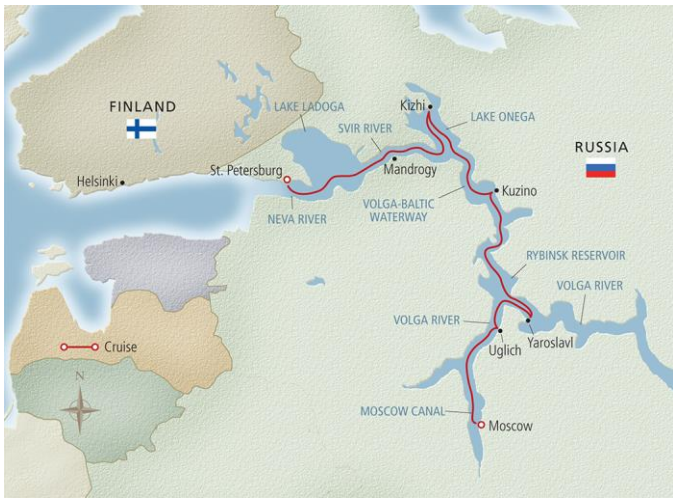 FINLAND
LAKE LADOGA
Kizhi
LAKE ONEGA
SVIR RIVER
RUSSIA
St. Petersburg
Mandrogy
Helsinki
Kuzino
NEVA RIVER
VOLGA-BALTIC
WATERWAY
RYBINSK RESERVOIR
VOLGA RIVER
VOLGA RIVER
Yaroslavl
Uglich
Cruise
N
MOSCOW CANAL
Moscow